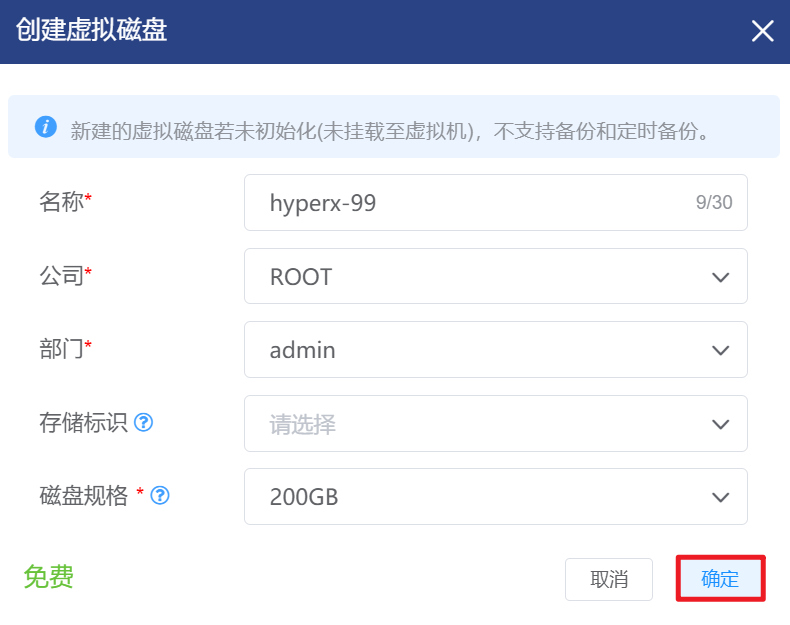 创建虚拟磁盘
新建的虚拟磁盘若未初始化(未挂载至虚拟机)，不支持备份和定时备份。
名称* hyperx-99 9/30
公司* ROOT
部门* admin
存储标识 请选择
磁盘规格 * 200GB
免费 取消 确定